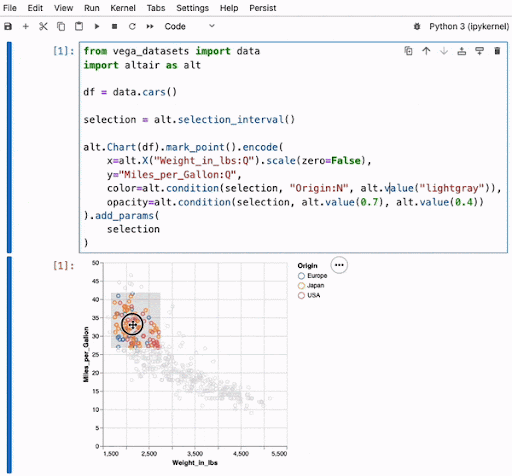 File Edit View Run Kernel Tabs Settings Help Persist
Code Python 3 (ipykernel)
[1]: from vega_datasets import data
import altair as alt
df = data.cars()
selection = alt.selection_interval()
alt.Chart(df).mark_point().encode(
x=alt.X("Weight_in_lbs:Q").scale(zero=False),
y="Miles_per_Gallon:Q",
color=alt.condition(selection, "Origin:N", alt.value("lightgray")),
opacity=alt.condition(selection, alt.value(0.7), alt.value(0.4))
).add_params(
selection
)
[1]:
Origin
Europe
Japan
USA
Miles_per_Gallon
50
45
40
35
30
25
20
15
10
5
0
1,500 2,500 3,500 4,500 5,500
Weight_in_lbs